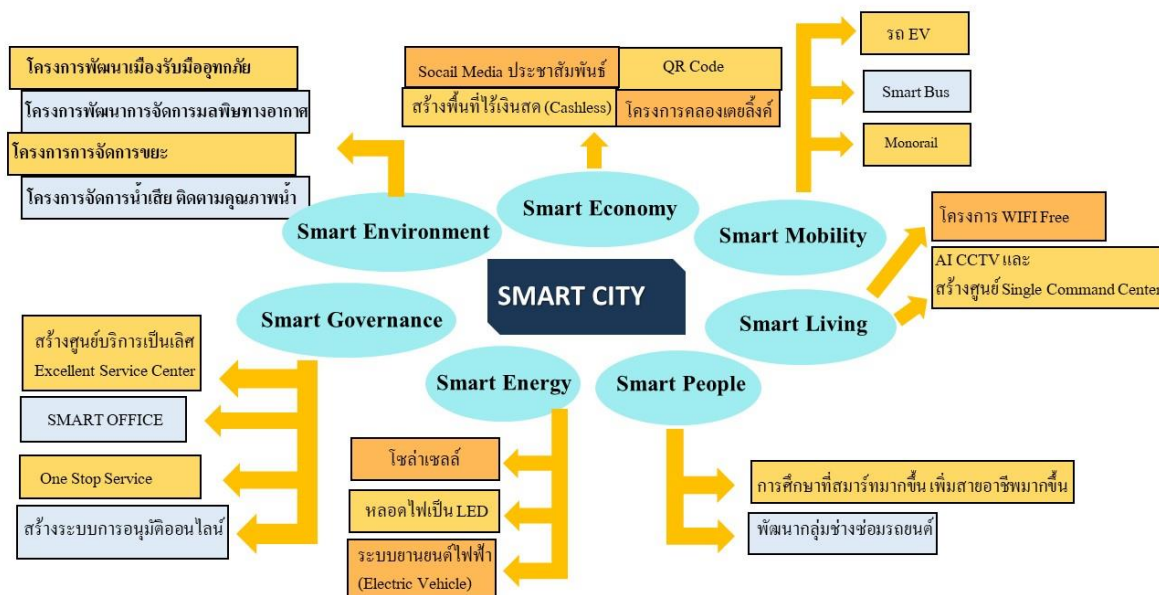 โครงการพัฒนาเมืองรับมืออุทกภัย
โครงการพัฒนาการจัดการมลพิษทางอากาศ
โครงการการจัดการขยะ
โครงการจัดการน้ำเสีย ติดตามคุณภาพน้ำ
Smart Environment
Socail Media ประชาสัมพันธ์
QR Code
สร้างพื้นที่ไร้เงินสด (Cashless)
โครงการคลองเตยลิ้งค์
Smart Economy
รถ EV
Smart Bus
Monorail
Smart Mobility
โครงการ WIFI Free
AI CCTV และ
สร้างศูนย์ Single Command Center
Smart Living
SMART CITY
Smart Governance
สร้างศูนย์บริการเป็นเลิศ
Excellent Service Center
SMART OFFICE
One Stop Service
สร้างระบบการอนุมัติออนไลน์
Smart Energy
โซล่าเซลล์
หลอดไฟเป็น LED
ระบบยานยนต์ไฟฟ้า
(Electric Vehicle)
Smart People
การศึกษาที่สมาร์ทมากขึ้น เพิ่มสายอาชีพมากขึ้น
พัฒนากลุ่มช่างซ่อมรถยนต์